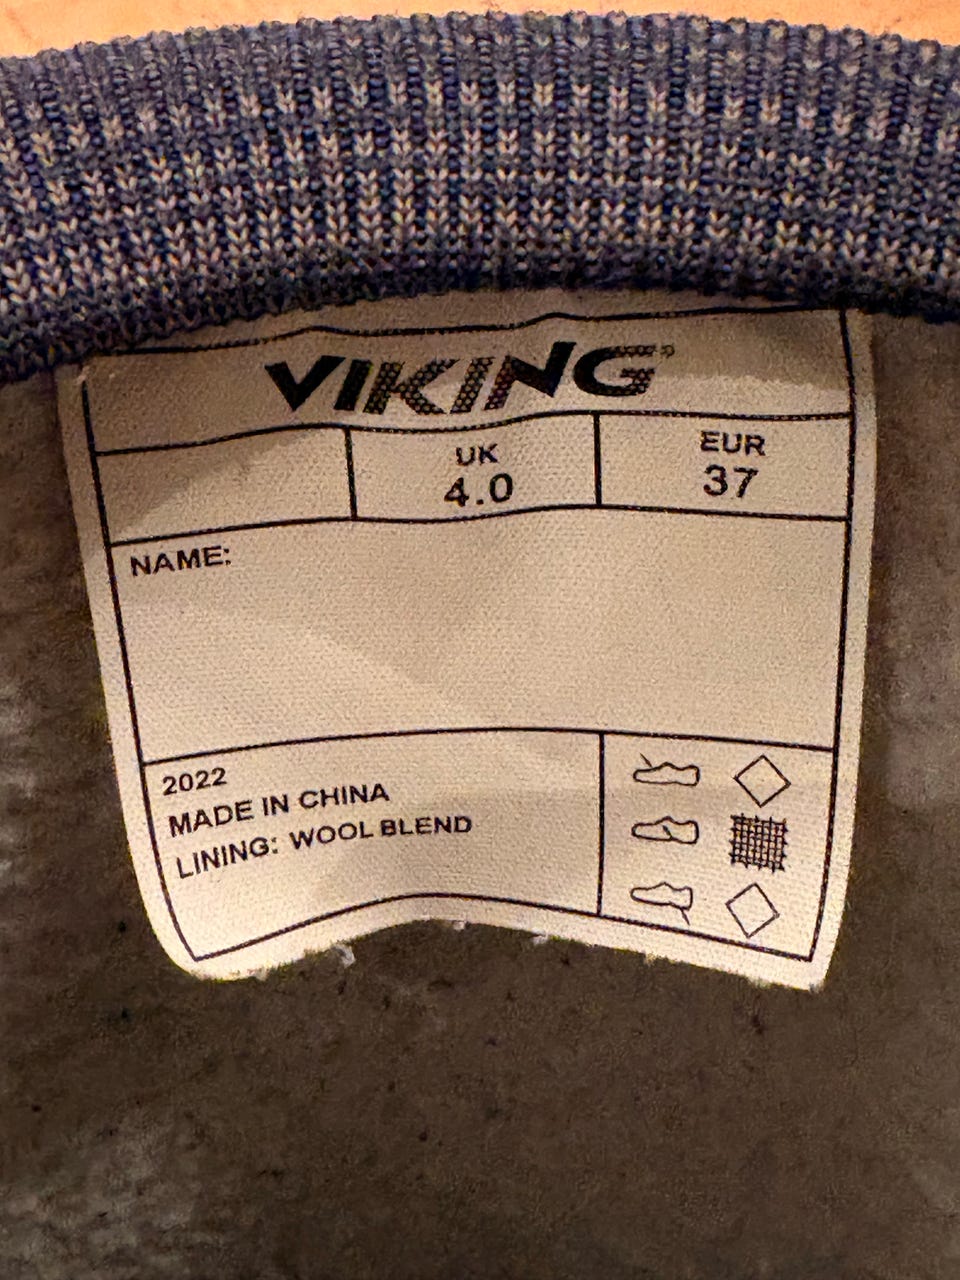 VIKING
UK
4.0
EUR
37
NAME:
2022
MADE IN CHINA
LINING: WOOL BLEND